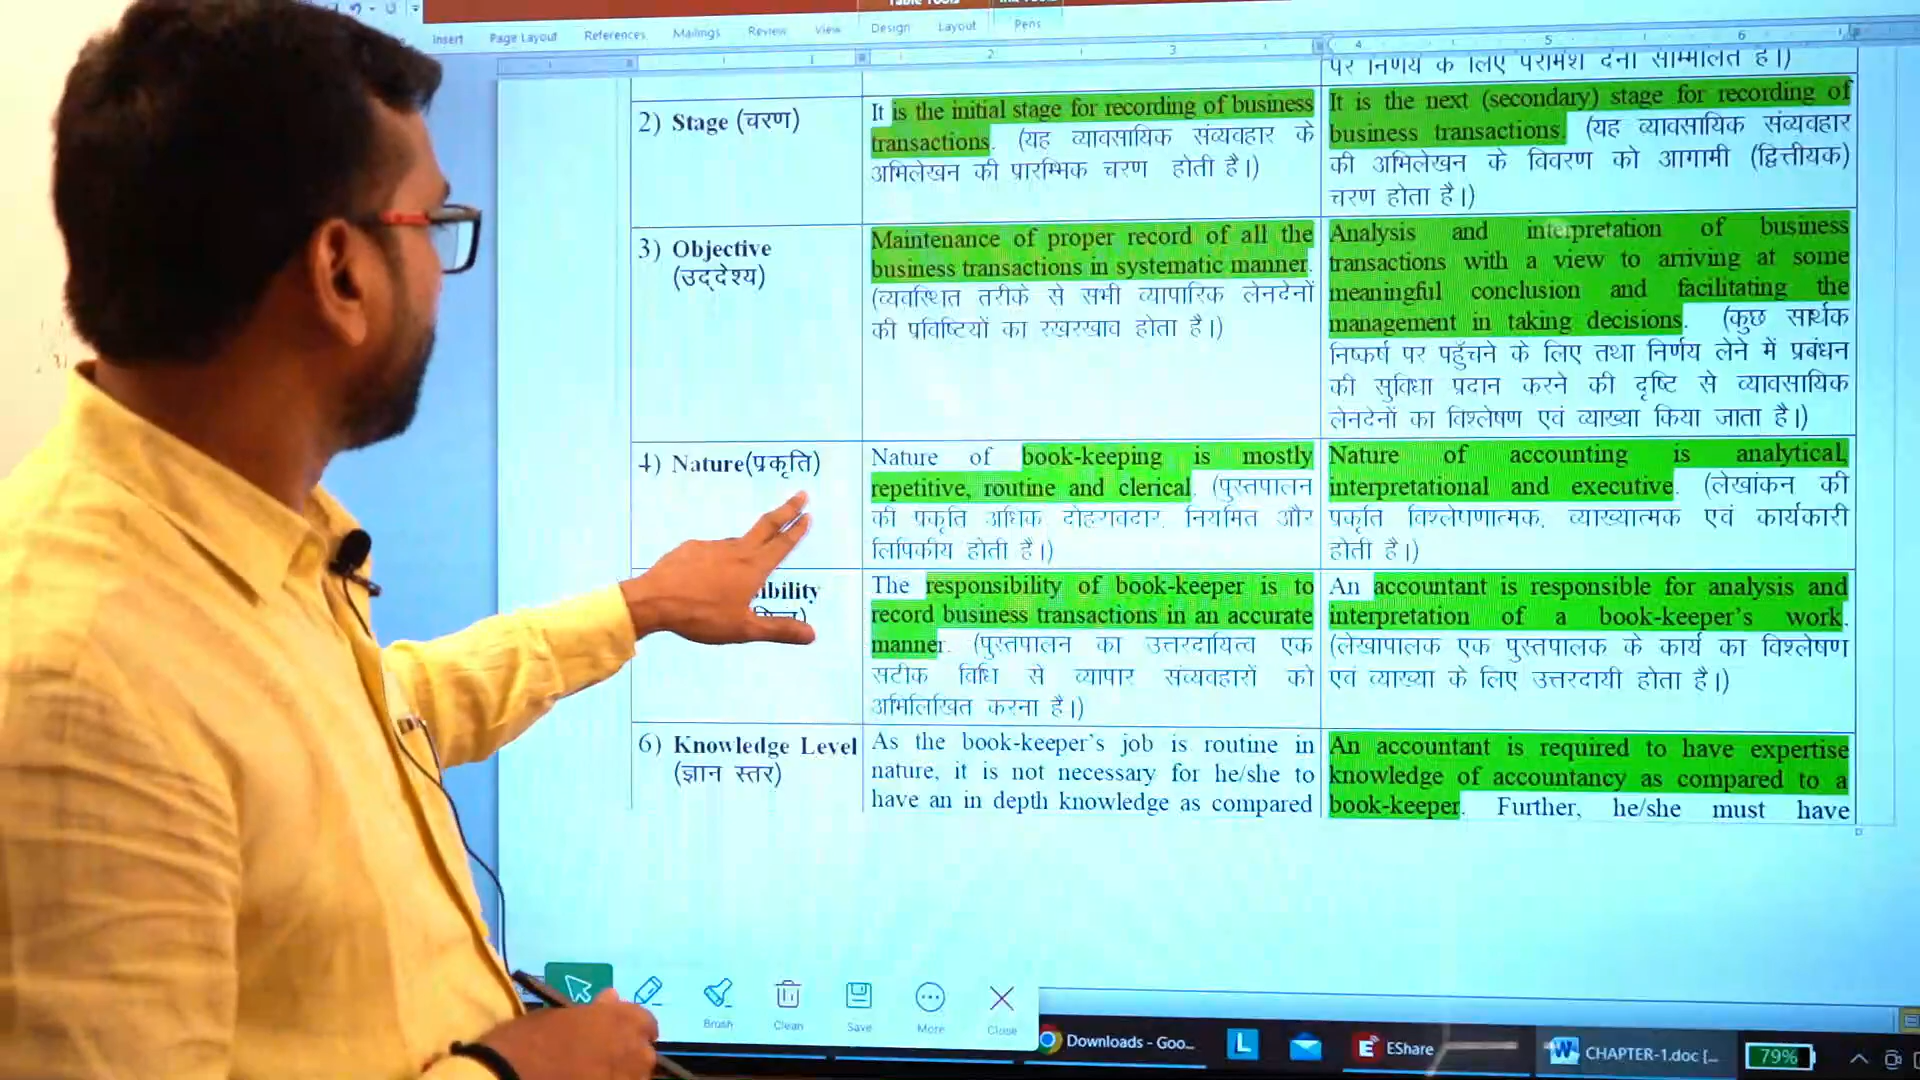 Insert Page Layout References Mailings Review View Design Layout Pens
2 3 4 5 6
पर निर्णय के लिए परामर्श देना सम्मिलित है।)
2) Stage (चरण)
It is the initial stage for recording of business
transactions. (यह व्यावसायिक संव्यवहार के
अभिलेखन की प्रारम्भिक चरण होती है।)
It is the next (secondary) stage for recording of
business transactions. (यह व्यावसायिक संव्यवहार
की अभिलेखन के विवरण को आगामी (द्वित्तीयक)
चरण होता है।)
3) Objective
(उद्देश्य)
Maintenance of proper record of all the
business transactions in systematic manner.
(व्यवस्थित तरीके से सभी व्यापारिक लेनदेनों
की प्रविष्टियों का रखरखाव होता है।)
Analysis and interpretation of business
transactions with a view to arriving at some
meaningful conclusion and facilitating the
management in taking decisions. (कुछ सार्थक
निष्कर्ष पर पहुँचने के लिए तथा निर्णय लेने में प्रबंधन
की सुविधा प्रदान करने की दृष्टि से व्यावसायिक
लेनदेनों का विश्लेषण एवं व्याख्या किया जाता है।)
4) Nature(प्रकृति)
Nature of book-keeping is mostly
repetitive, routine and clerical. (पुस्तपालन
की प्रकृति अधिक दोहरावदार, नियमित और
लिपिकीय होती है।)
Nature of accounting is analytical,
interpretational and executive. (लेखांकन की
प्रकृति विश्लेषणात्मक, व्याख्यात्मक एवं कार्यकारी
होती है।)
ibility
The responsibility of book-keeper is to
record business transactions in an accurate
manner. (पुस्तपालन का उत्तरदायित्व एक
सटीक विधि से व्यापार संव्यवहारों को
अभिलिखित करना है।)
An accountant is responsible for analysis and
interpretation of a book-keeper's work.
(लेखापालक एक पुस्तपालक के कार्य का विश्लेषण
एवं व्याख्या के लिए उत्तरदायी होता है।)
6) Knowledge Level
(ज्ञान स्तर)
As the book-keeper's job is routine in
nature, it is not necessary for he/she to
have an in depth knowledge as compared
An accountant is required to have expertise
knowledge of accountancy as compared to a
book-keeper. Further, he/she must have
Brush Clean Save More Close
Downloads - Goo... L EShare CHAPTER-1.doc [-... 79%